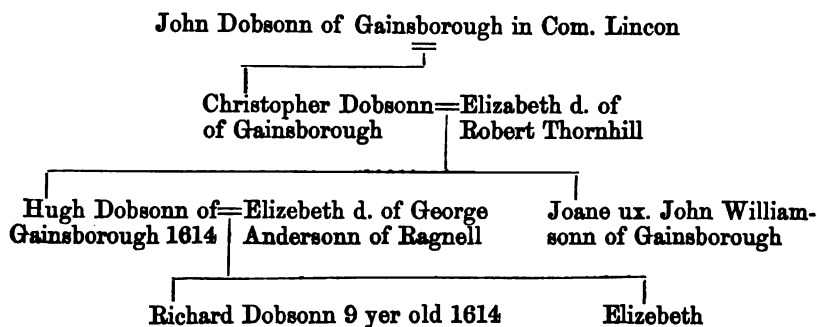 John Dobsonn of Gainsborough in Com. Lincon
Christopher Dobsonn=Elizabeth d. of
of Gainsborough Robert Thornhill
Hugh Dobsonn of=Elizebeth d. of George Joane ux. John William-
Gainsborough 1614 Andersonn of Ragnell sonn of Gainsborough
Richard Dobsonn 9 yer old 1614 Elizebeth